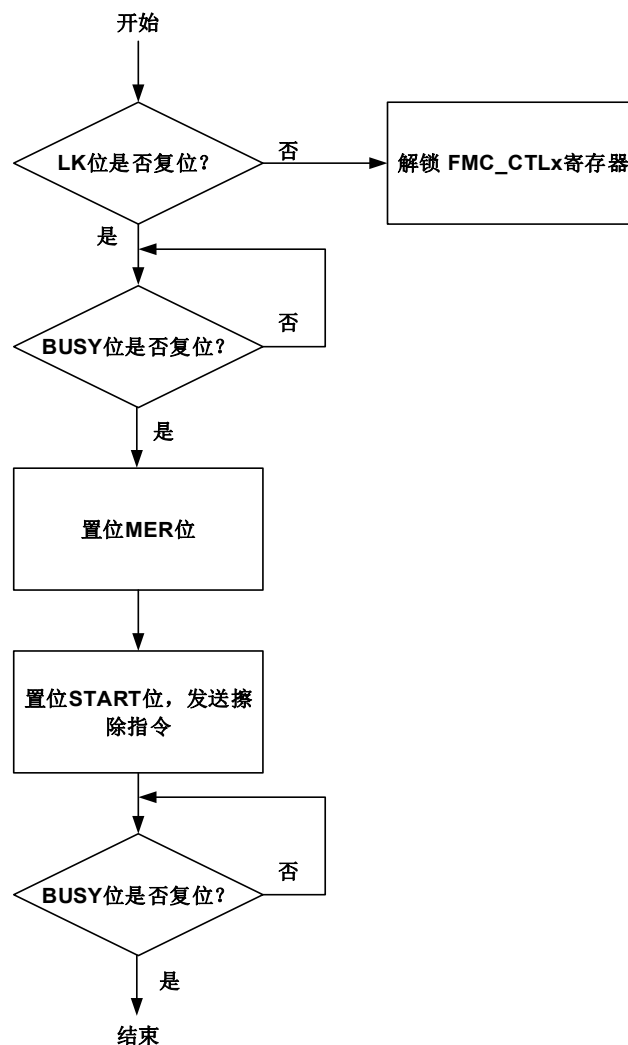 开始
LK位是否复位？
否
解锁 FMC_CTLx寄存器
是
否
BUSY位是否复位？
是
置位MER位
置位START位，发送擦
除指令
否
BUSY位是否复位？
是
结束